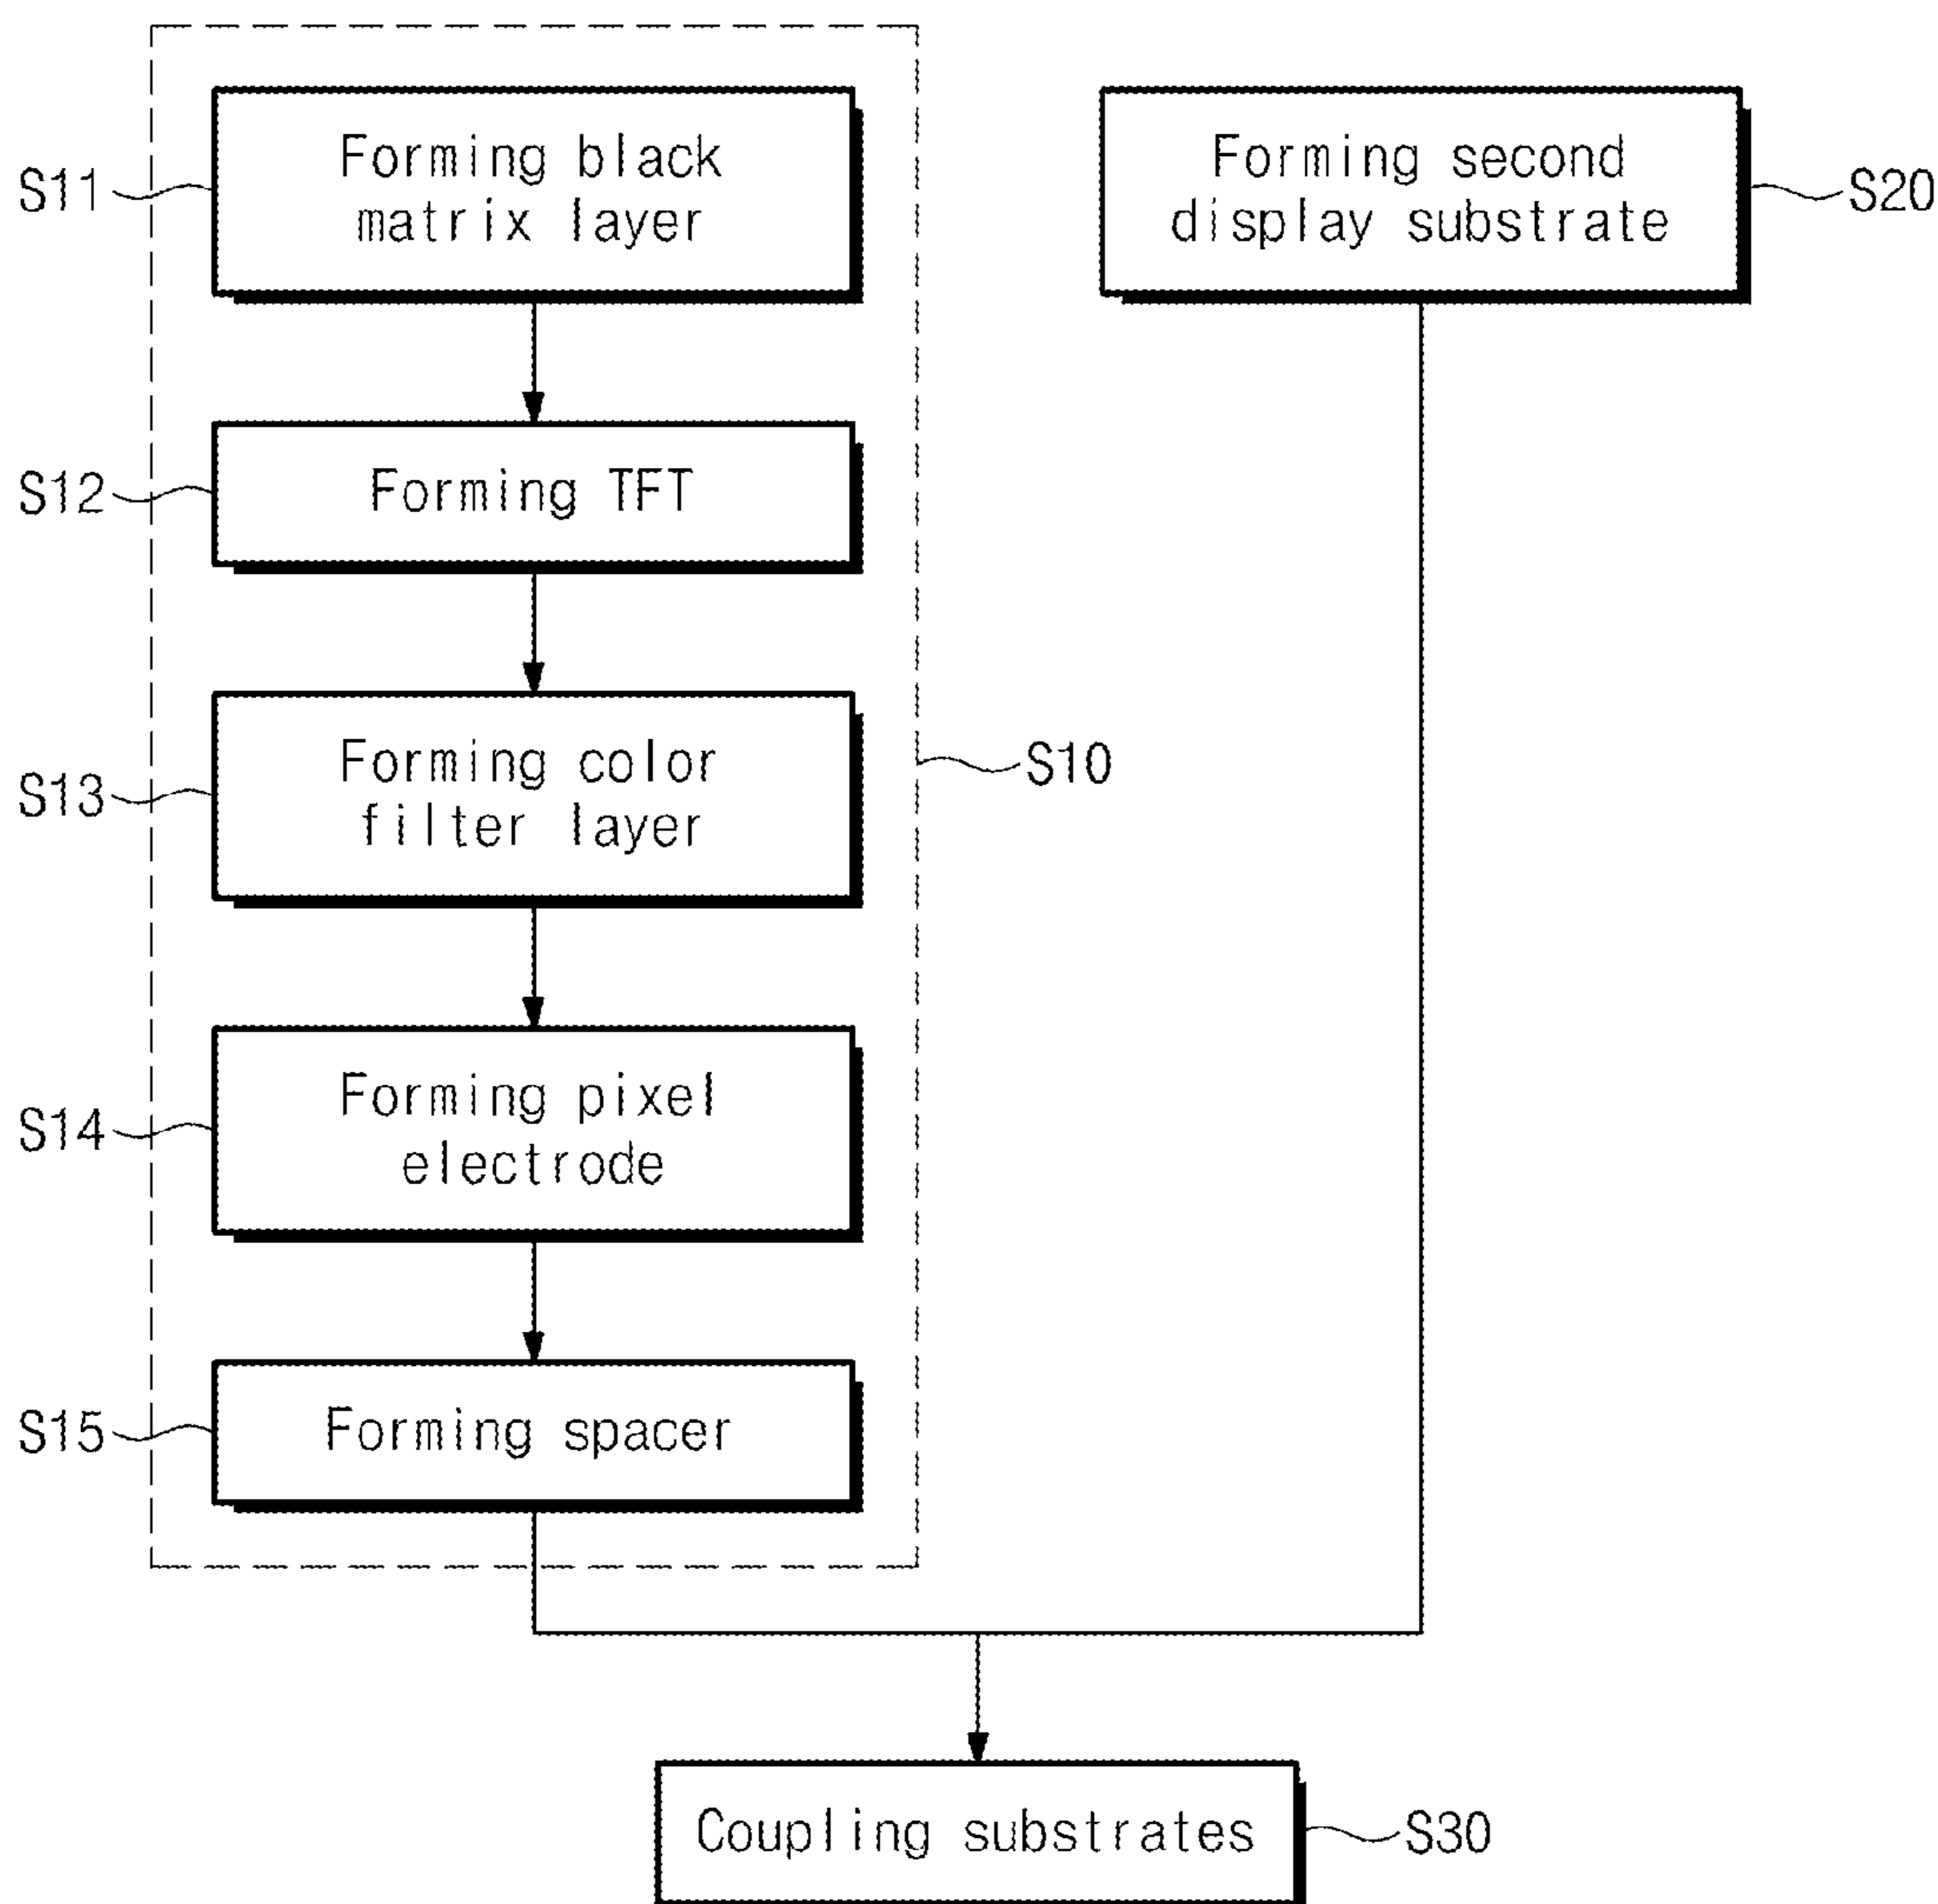 S11
Forming black
matrix layer
S12
Forming TFT
S13
Forming color
filter layer
S10
S14
Forming pixel
electrode
S15
Forming spacer
Forming second
display substrate
S20
Coupling substrates
S30